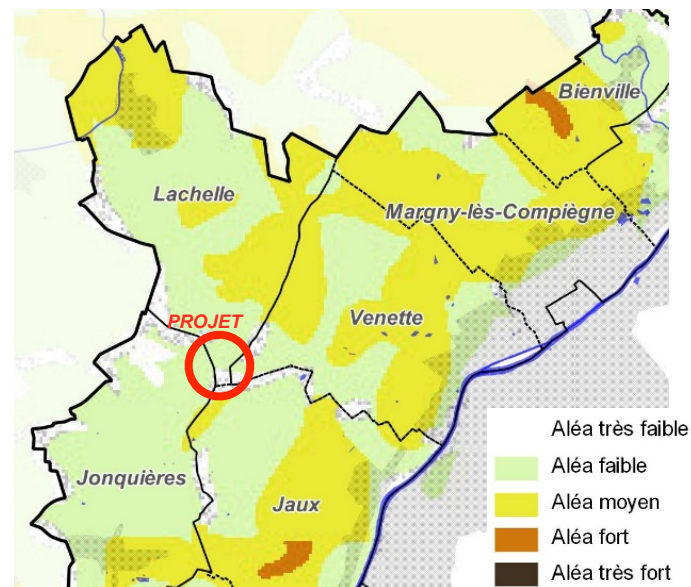 Bienville
Lachelle
Margny-lès-Compiègne
PROJET
Venette
Jonquières
Jaux
Aléa très faible
Aléa faible
Aléa moyen
Aléa fort
Aléa très fort